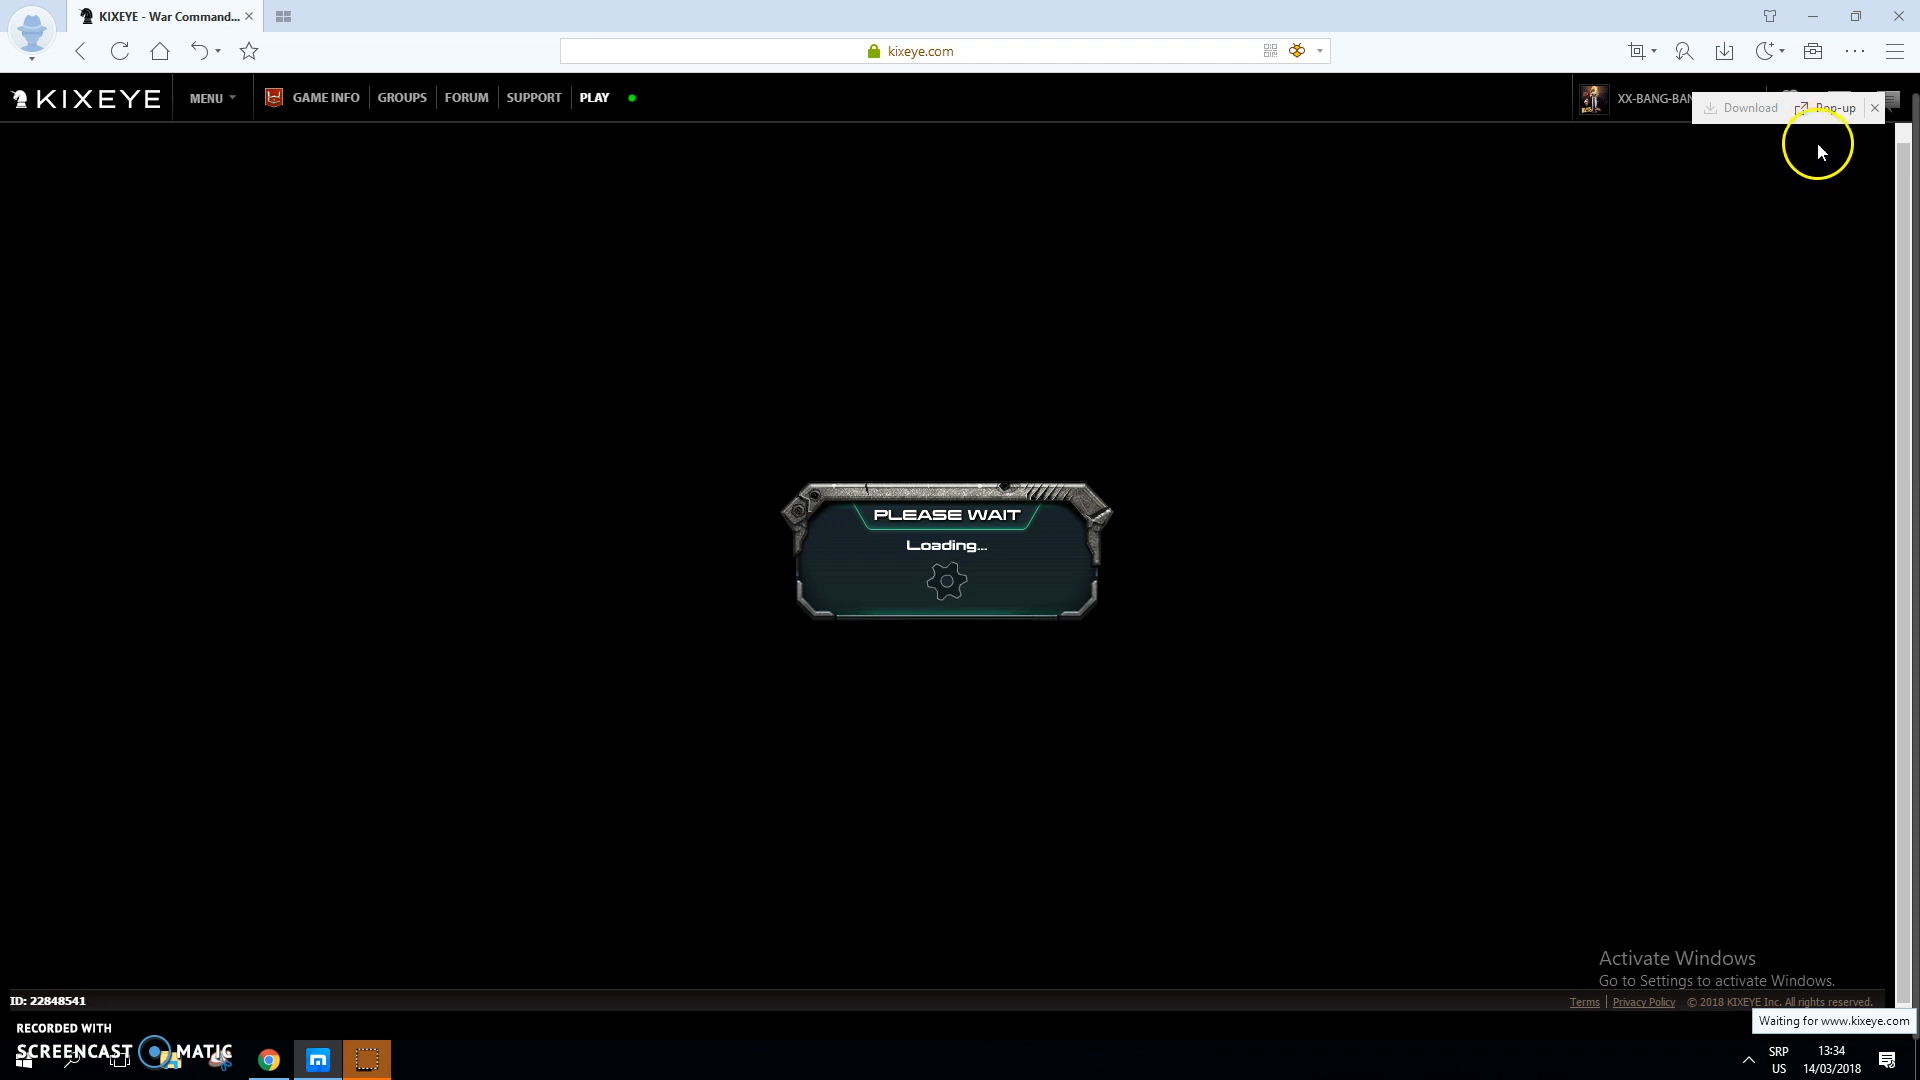 KIXEYE - War Command...
kixeye.com
KIXEYE
MENU
GAME INFO
GROUPS
FORUM
SUPPORT
PLAY
XX-BANG-BAN
Download
Pop-up
PLEASE WAIT
Loading...
Activate Windows
Go to Settings to activate Windows.
ID: 22848541
Terms
Privacy Policy
© 2018 KIXEYE Inc. All rights reserved.
Waiting for www.kixeye.com
RECORDED WITH
SCREENCAST MATIC
SRP
US
13:34
14/03/2018